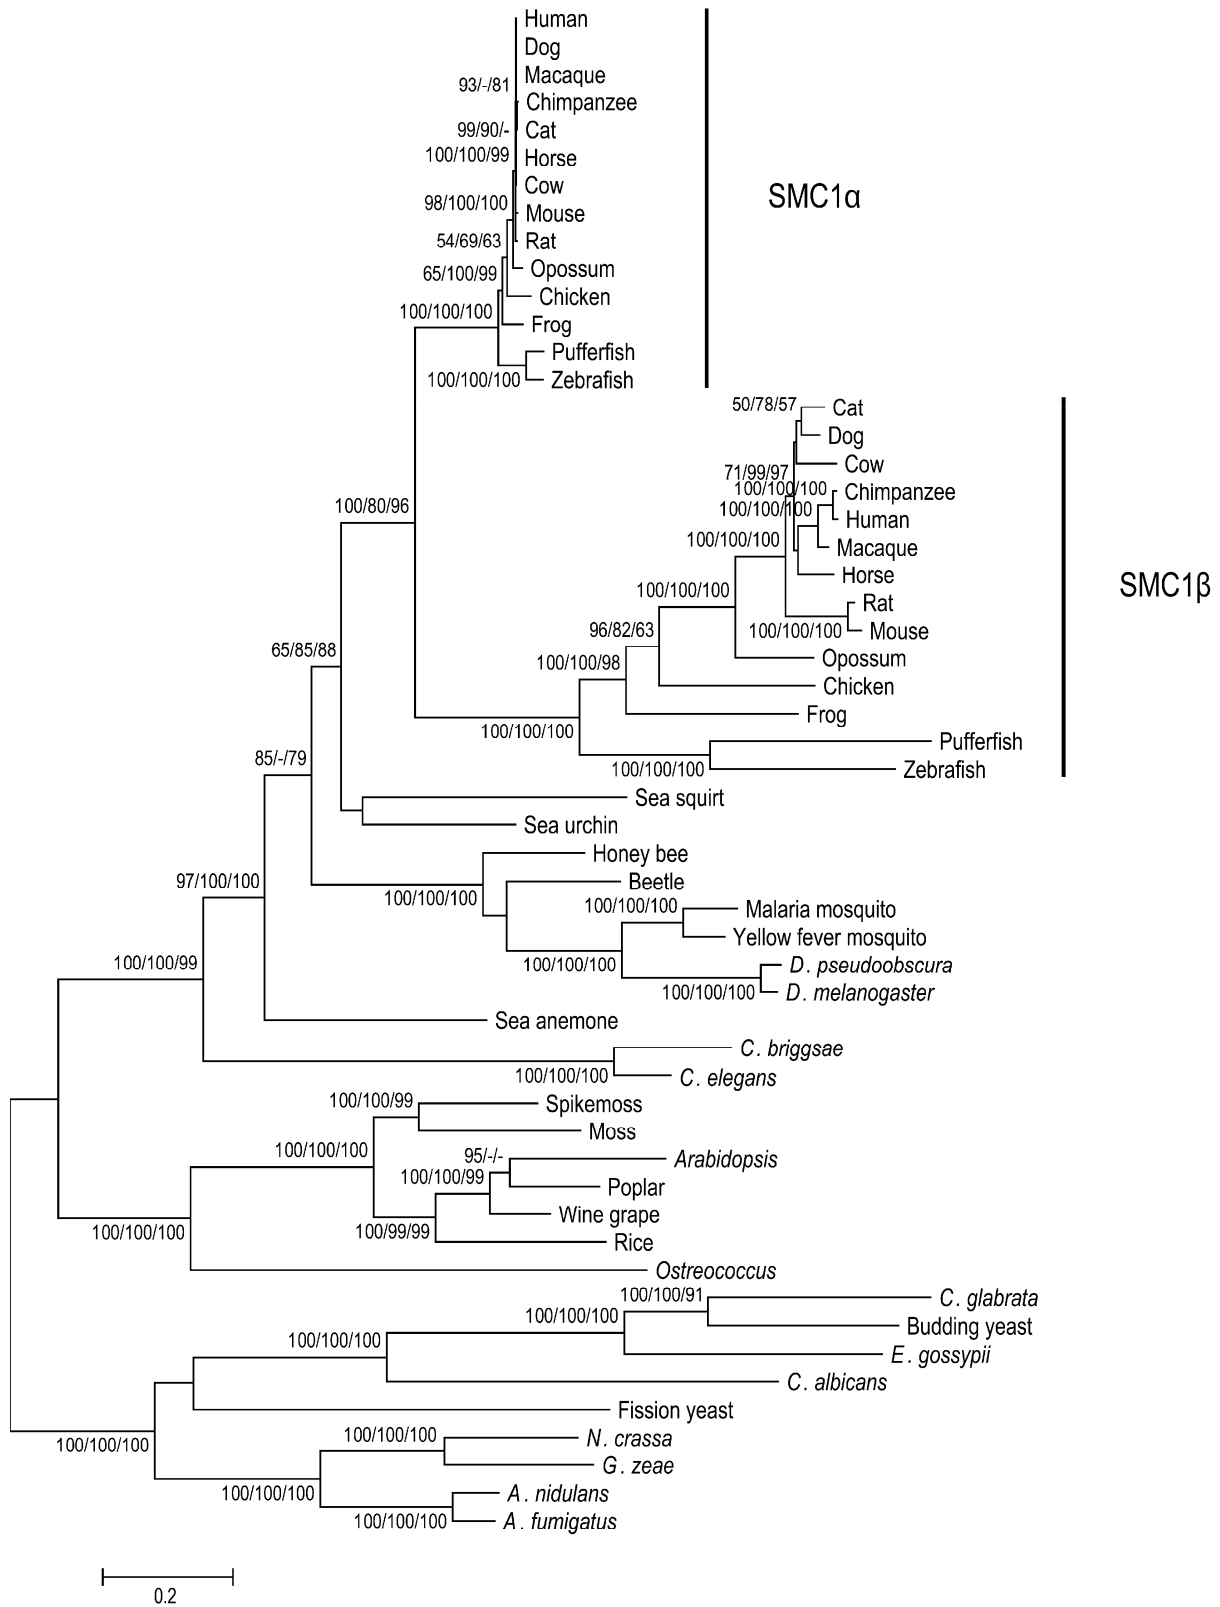 Human
Dog
Macaque
93/-/81
Chimpanzee
99/90/-
Cat
100/100/99
Horse
Cow
SMC1α
98/100/100
Mouse
54/69/63
Rat
65/100/99
Opossum
Chicken
100/100/100
Frog
Pufferfish
100/100/100
Zebrafish
50/78/57
Cat
Dog
Cow
71/99/97
100/100/100
Chimpanzee
100/100/100
Human
100/100/80
Macaque
100/80/96
100/100/100
Horse
SMC1β
100/100/100
Rat
96/82/63
100/100/100
Mouse
65/85/88
100/100/98
Opossum
Chicken
Frog
100/100/100
Pufferfish
85/-/79
100/100/100
Zebrafish
Sea squirt
Sea urchin
Honey bee
97/100/100
Beetle
100/100/100
100/100/100
Malaria mosquito
Yellow fever mosquito
100/100/99
100/100/100
D. pseudoobscura
100/100/100
D. melanogaster
Sea anemone
C. briggsae
100/100/100
C. elegans
100/100/99
Spikemoss
Moss
100/100/100
95/-/-
Arabidopsis
100/100/99
Poplar
Wine grape
100/100/100
100/99/99
Rice
Ostreococcus
100/100/91
C. glabrata
100/100/100
Budding yeast
100/100/100
E. gossypii
C. albicans
Fission yeast
100/100/100
100/100/100
N. crassa
G. zeae
100/100/100
A. nidulans
100/100/100
A. fumigatus
0.2